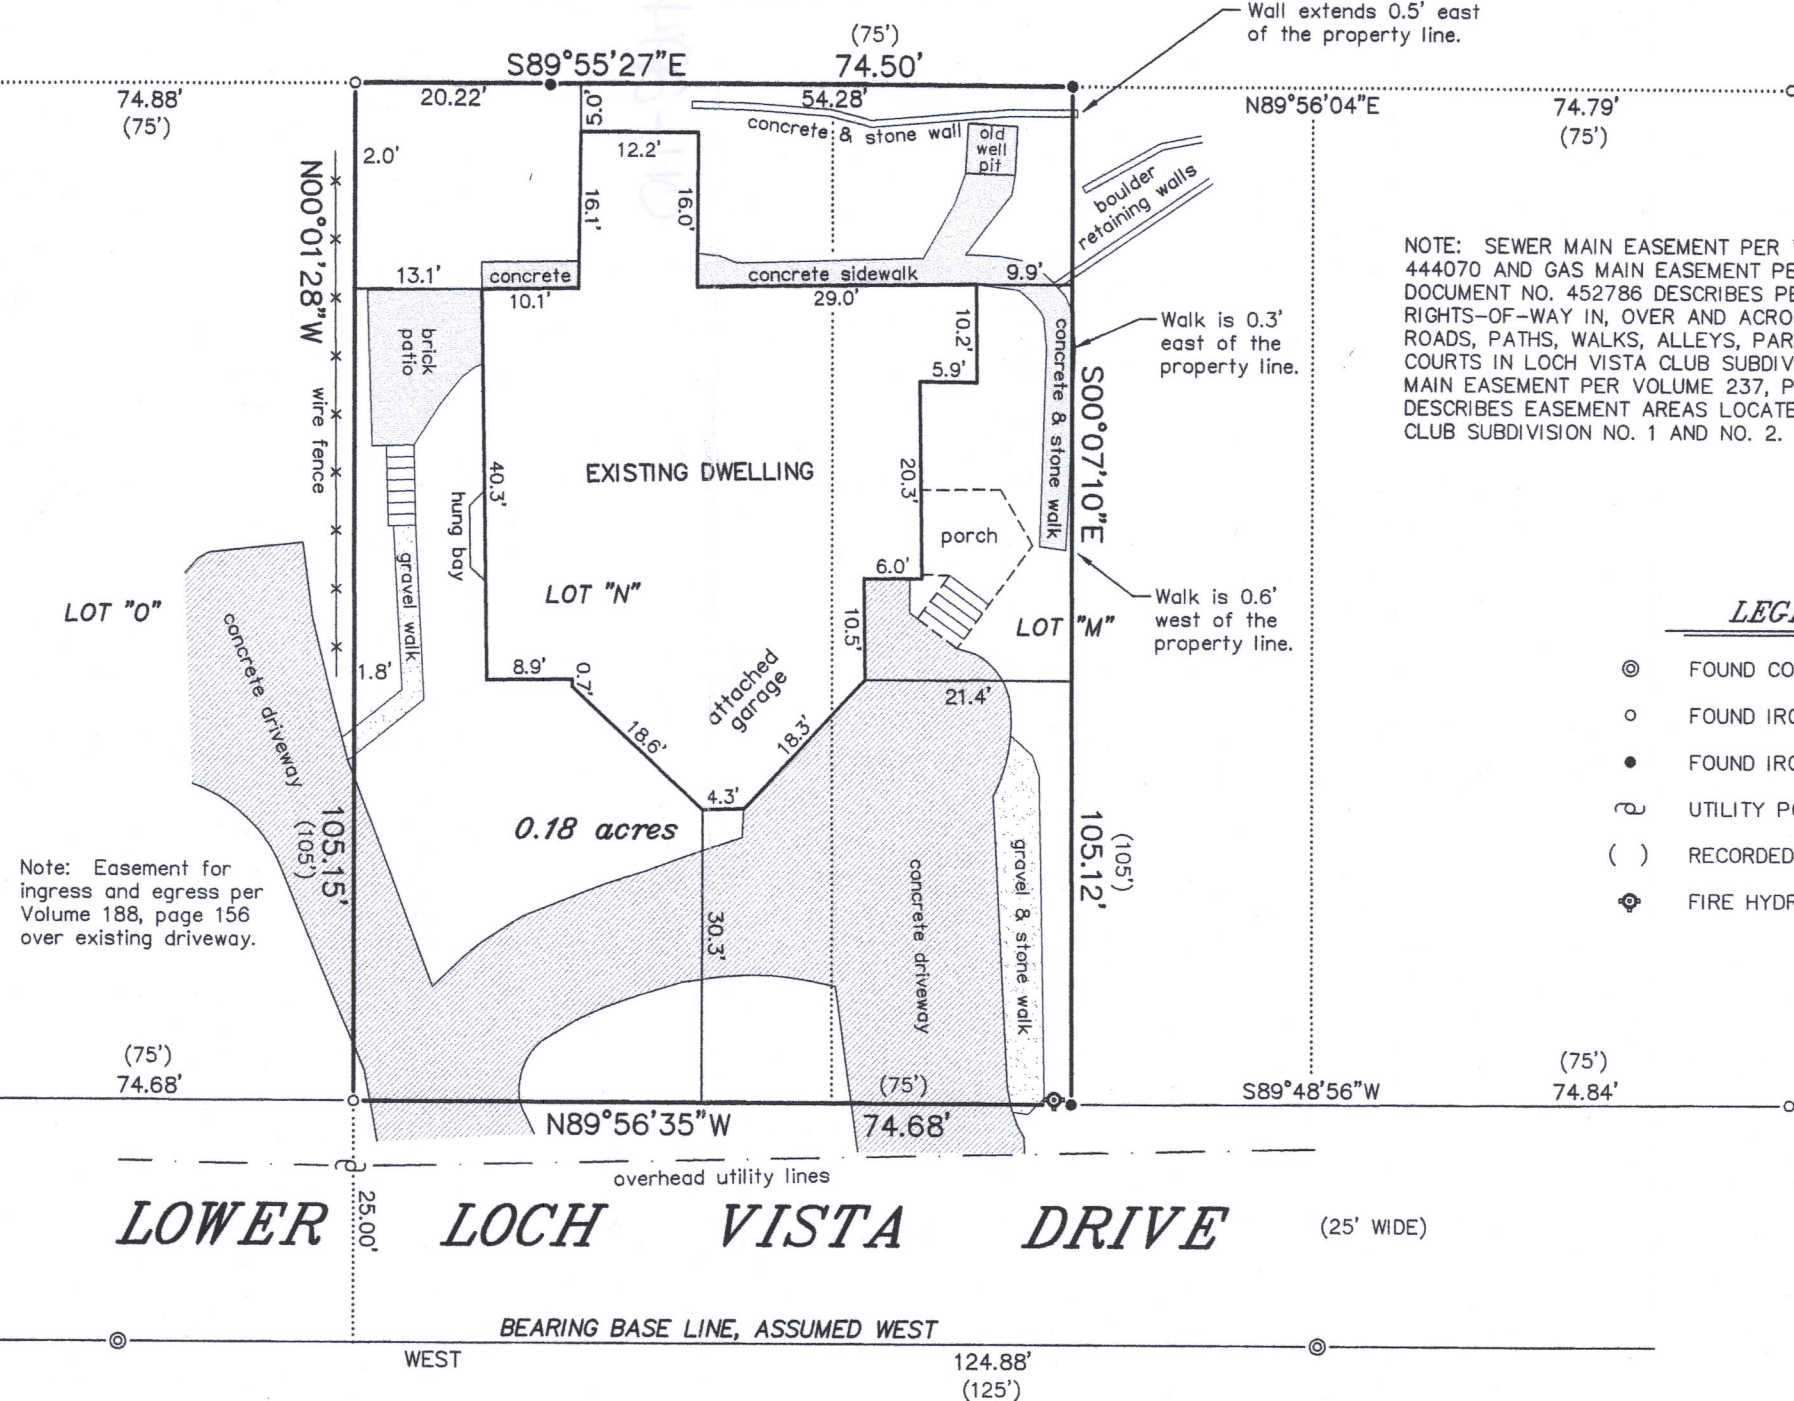 Wall extends 0.5' east
of the property line.
(75')
S89°55'27"E
74.50'
74.88'
(75')
20.22'
5.0'
54.28'
N89°56'04"E
74.79'
(75')
concrete & stone wall
old
well
pit
2.0'
12.2'
16.1'
16.0'
boulder
retaining walls
N00°01'28"W
13.1'
concrete
10.1'
concrete sidewalk
9.9'
29.0'
NOTE: SEWER MAIN EASEMENT PER
444070 AND GAS MAIN EASEMENT PE
DOCUMENT NO. 452786 DESCRIBES PE
RIGHTS-OF-WAY IN, OVER AND ACRO
ROADS, PATHS, WALKS, ALLEYS, PAR
COURTS IN LOCH VISTA CLUB SUBDIV
MAIN EASEMENT PER VOLUME 237, P
DESCRIBES EASEMENT AREAS LOCATE
CLUB SUBDIVISION NO. 1 AND NO. 2.
brick
patio
10.2'
5.9'
concrete & stone walk
Walk is 0.3'
east of the
property line.
S00°07'10"E
wire fence
40.3'
hung bay
EXISTING DWELLING
20.3'
porch
gravel walk
LOT "O"
LOT "N"
6.0'
10.5'
LOT "M"
Walk is 0.6'
west of the
property line.
concrete driveway
1.8'
8.9'
0.7'
18.6'
attached
garage
18.3'
21.4'
4.3'
0.18 acres
105.15'
(105')
30.3'
concrete driveway
gravel & stone walk
105.12'
(105')
Note: Easement for
ingress and egress per
Volume 188, page 156
over existing driveway.
LEGE
FOUND CO
FOUND IRO
FOUND IRO
UTILITY PO
( ) RECORDED
FIRE HYDR
(75')
74.68'
(75')
N89°56'35"W
74.68'
S89°48'56"W
(75')
74.84'
overhead utility lines
LOWER LOCH VISTA DRIVE
(25' WIDE)
25.00'
BEARING BASE LINE, ASSUMED WEST
WEST
124.88'
(125')